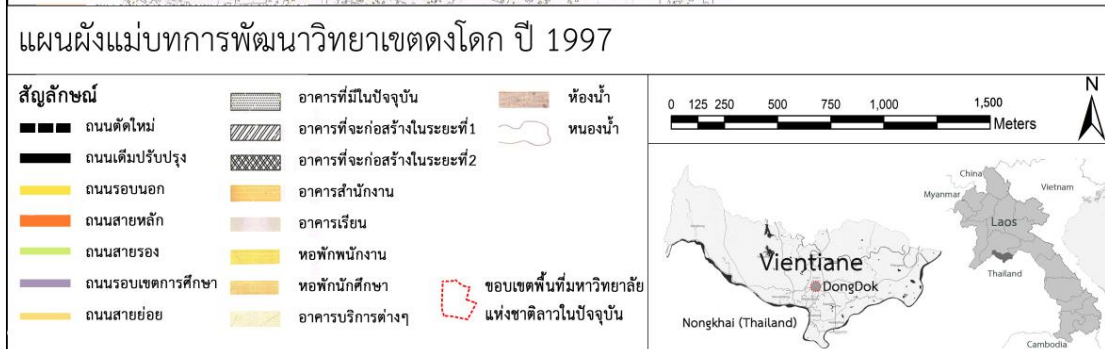 แผนผังแม่บทการพัฒนาวิทยาเขตดงโดก ปี 1997
สัญลักษณ์
ถนนตัดใหม่
ถนนเดิมปรับปรุง
ถนนรอบนอก
ถนนสายหลัก
ถนนสายรอง
ถนนรอบเขตการศึกษา
ถนนสายย่อย
อาคารที่มีในปัจจุบัน
อาคารที่จะก่อสร้างในระยะที่1
อาคารที่จะก่อสร้างในระยะที่2
อาคารสำนักงาน
อาคารเรียน
หอพักพนักงาน
หอพักนักศึกษา
อาคารบริการต่างๆ
ห้องน้ำ
หนองน้ำ
ขอบเขตพื้นที่มหาวิทยาลัย
แห่งชาติลาวในปัจจุบัน
0 125 250 500 750 1,000 1,500
Meters
N
Vientiane
DongDok
Nongkhai (Thailand)
China
Myanmar
Vietnam
Laos
Thailand
Cambodia